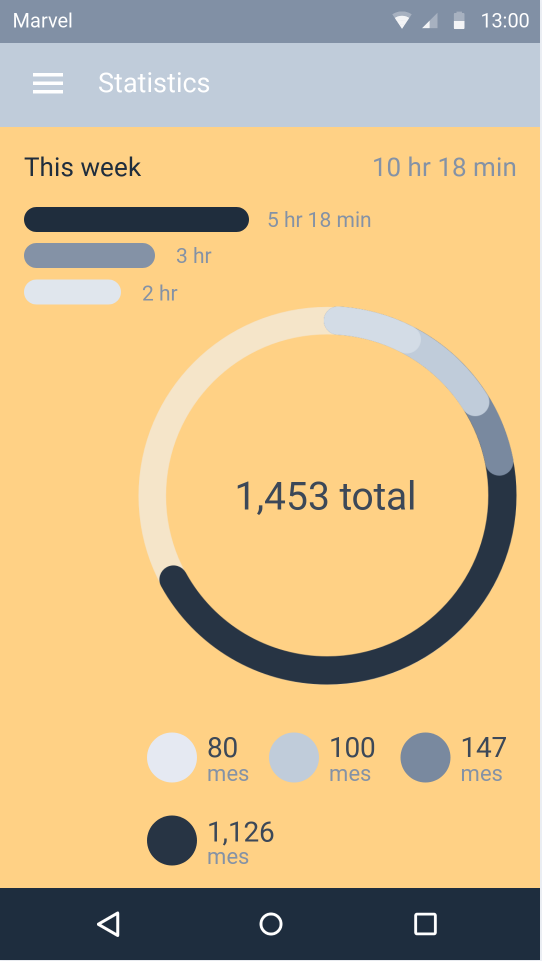 Marvel 13:00
Statistics
This week 10 hr 18 min
5 hr 18 min
3 hr
2 hr
1,453 total
80 100 147
mes mes mes
1,126
mes